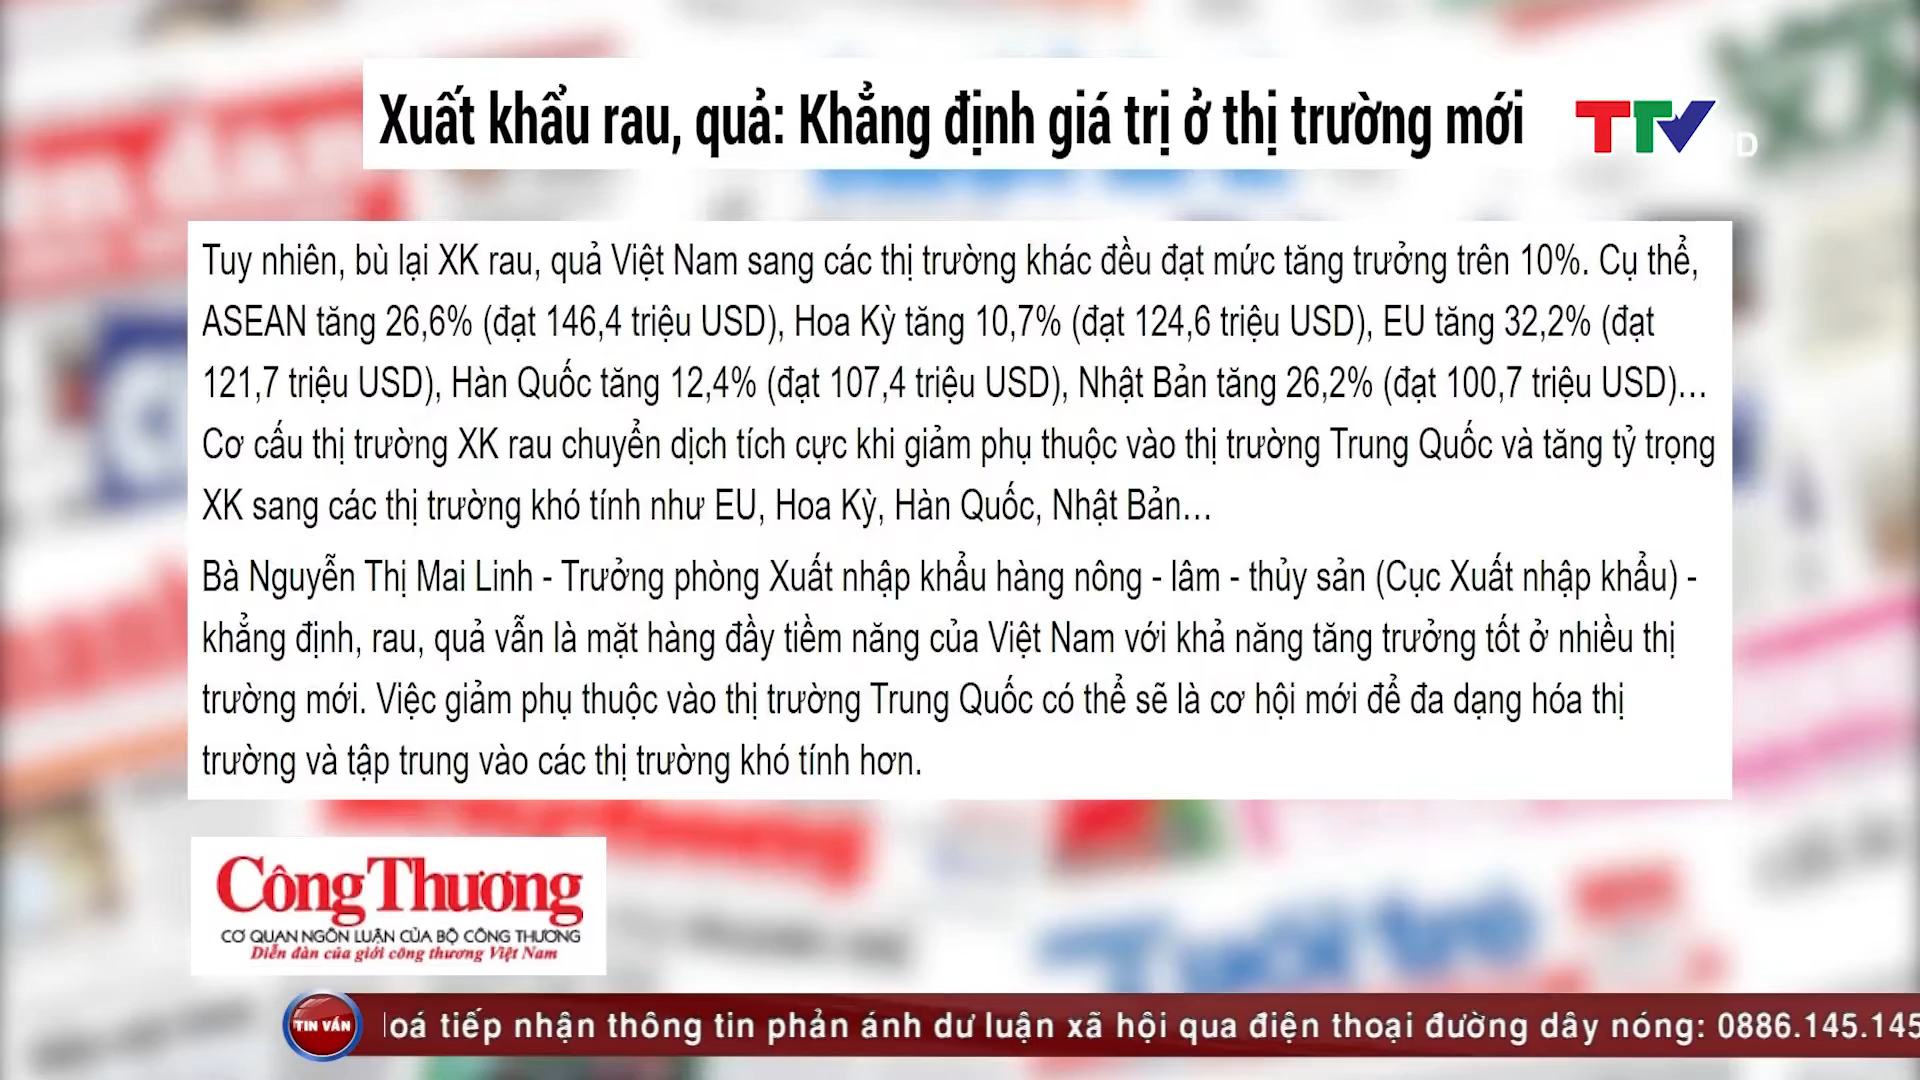 Xuất khẩu rau, quả: Khẳng định giá trị ở thị trường mới
TTV
Tuy nhiên, bù lại XK rau, quả Việt Nam sang các thị trường khác đều đạt mức tăng trưởng trên 10%. Cụ thể,
ASEAN tăng 26,6% (đạt 146,4 triệu USD), Hoa Kỳ tăng 10,7% (đạt 124,6 triệu USD), EU tăng 32,2% (đạt
121,7 triệu USD), Hàn Quốc tăng 12,4% (đạt 107,4 triệu USD), Nhật Bản tăng 26,2% (đạt 100,7 triệu USD)...
Cơ cấu thị trường XK rau chuyển dịch tích cực khi giảm phụ thuộc vào thị trường Trung Quốc và tăng tỷ trọng
XK sang các thị trường khó tính như EU, Hoa Kỳ, Hàn Quốc, Nhật Bản...
Bà Nguyễn Thị Mai Linh - Trưởng phòng Xuất nhập khẩu hàng nông - lâm - thủy sản (Cục Xuất nhập khẩu) -
khẳng định, rau, quả vẫn là mặt hàng đầy tiềm năng của Việt Nam với khả năng tăng trưởng tốt ở nhiều thị
trường mới. Việc giảm phụ thuộc vào thị trường Trung Quốc có thể sẽ là cơ hội mới để đa dạng hóa thị
trường và tập trung vào các thị trường khó tính hơn.
Công Thương
CƠ QUAN NGÔN LUẬN CỦA BỘ CÔNG THƯƠNG
Diễn đàn của giới công thương Việt Nam
TIN VẮN
oá tiếp nhận thông tin phản ánh dư luận xã hội qua điện thoại đường dây nóng: 0886.145.145